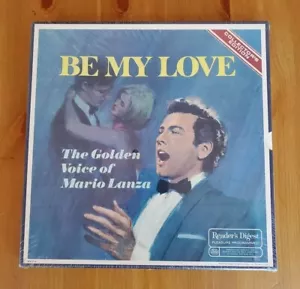 BE MY LOVE
The Golden
Voice of
Mario Lanza
Reader's Digest